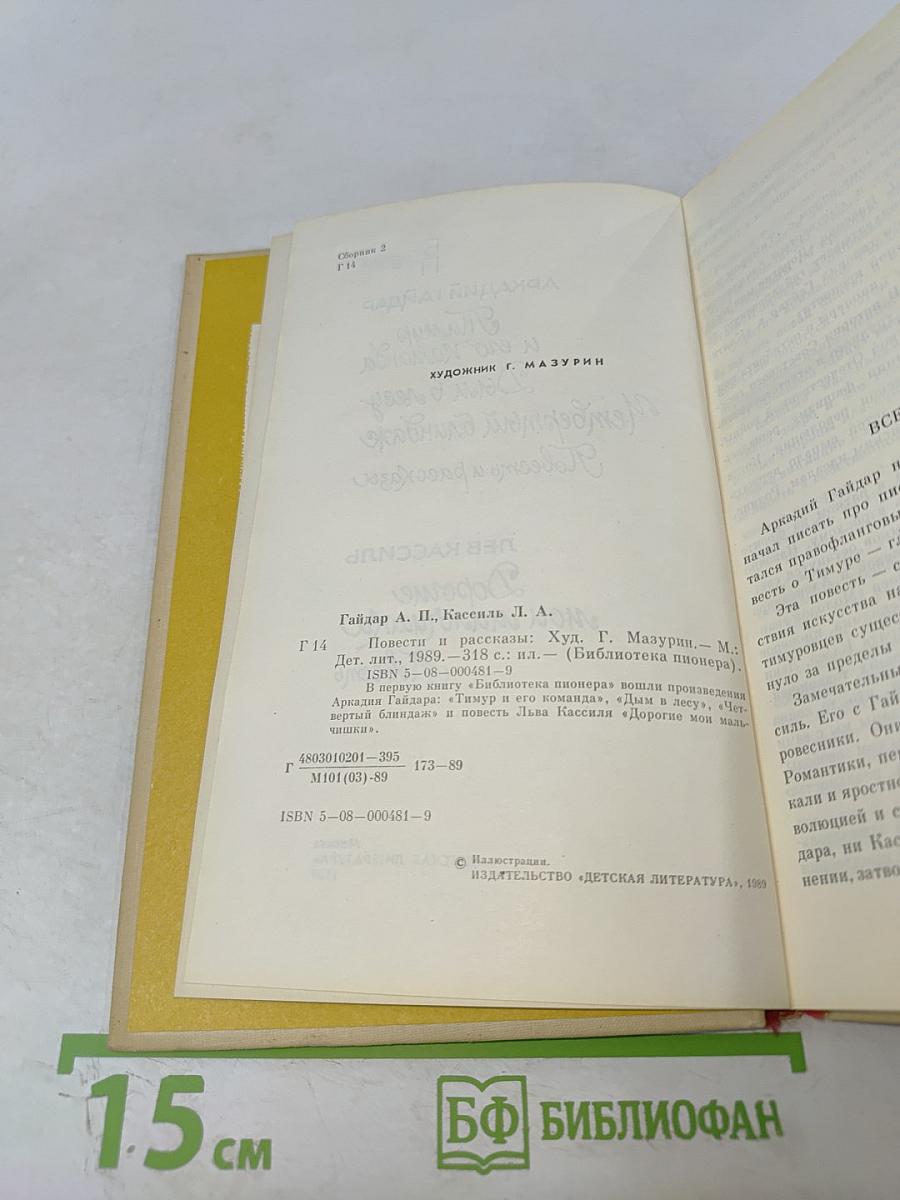 Сборник 2
Г 14
ХУДОЖНИК Г. МАЗУРИН
Гайдар А. П., Кассиль Л. А.
Г 14 Повести и рассказы: Худ. Г. Мазурин.— М.:
Дет. лит., 1989.—318 с.: ил.— (Библиотека пионера).
ISBN 5—08—000481—9
В первую книгу «Библиотека пионера» вошли произведения
Аркадия Гайдара: «Тимур и его команда», «Дым в лесу», «Чет-
вертый блиндаж» и повесть Льва Кассиля «Дорогие мои маль-
чишки».
Г 4803010201—395
М101(03)-89
173—89
ISBN 5—08—000481—9
© Иллюстрации.
ИЗДАТЕЛЬСТВО «ДЕТСКАЯ ЛИТЕРАТУРА», 1989
ВСЕ
Аркадий Гайдар
начал писать про
тался правофланговы
весть о Тимуре —
Эта повесть —
ствия искусства
тимуровцев сущес
нуло за пределы
Замечательны
силь. Его с Гай
ровесники. Они
Романтики,
кали и яростно
волюцией и с
дара, ни Кас
нении, затво
15 см
БФ БИБЛИОФАН